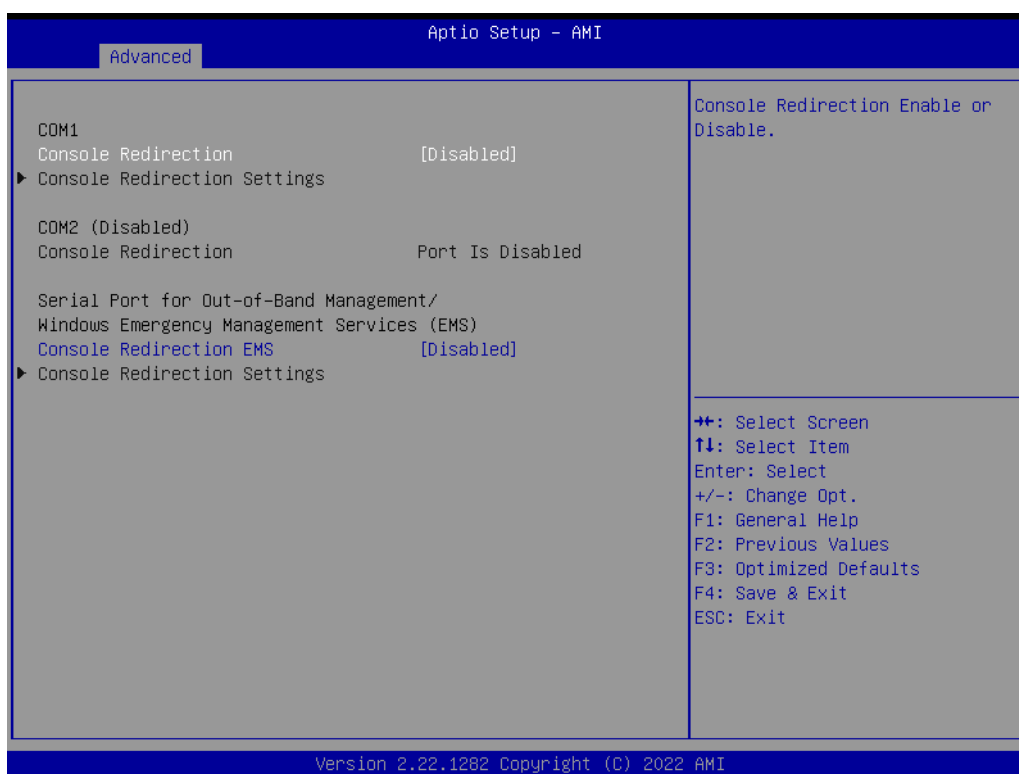 Aptio Setup – AMI
Advanced
COM1
Console Redirection [Disabled]
▶ Console Redirection Settings
COM2 (Disabled)
Console Redirection Port Is Disabled
Serial Port for Out-of-Band Management/
Windows Emergency Management Services (EMS)
Console Redirection EMS [Disabled]
▶ Console Redirection Settings
Console Redirection Enable or
Disable.
→←: Select Screen
↑↓: Select Item
Enter: Select
+/-: Change Opt.
F1: General Help
F2: Previous Values
F3: Optimized Defaults
F4: Save & Exit
ESC: Exit
Version 2.22.1282 Copyright (C) 2022 AMI